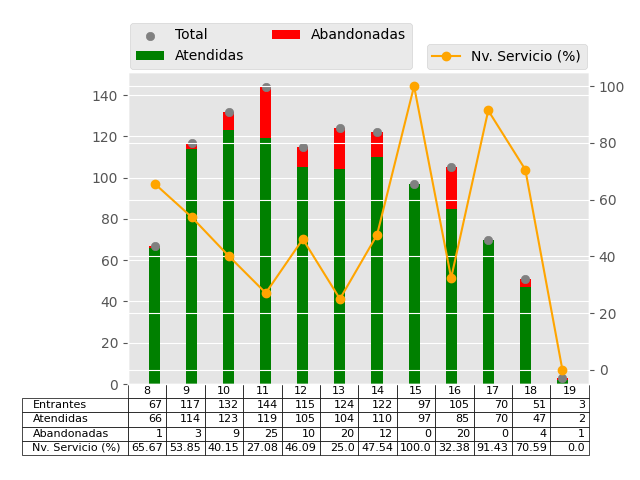 Total Abandonadas
Atendidas
Nv. Servicio (%)
140
120
100
80
60
40
20
0
100
80
60
40
20
0
8 9 10 11 12 13 14 15 16 17 18 19
Entrantes 67 117 132 144 115 124 122 97 105 70 51 3
Atendidas 66 114 123 119 105 104 110 97 85 70 47 2
Abandonadas 1 3 9 25 10 20 12 0 20 0 4 1
Nv. Servicio (%) 65.67 53.85 40.15 27.08 46.09 25.0 47.54 100.0 32.38 91.43 70.59 0.0